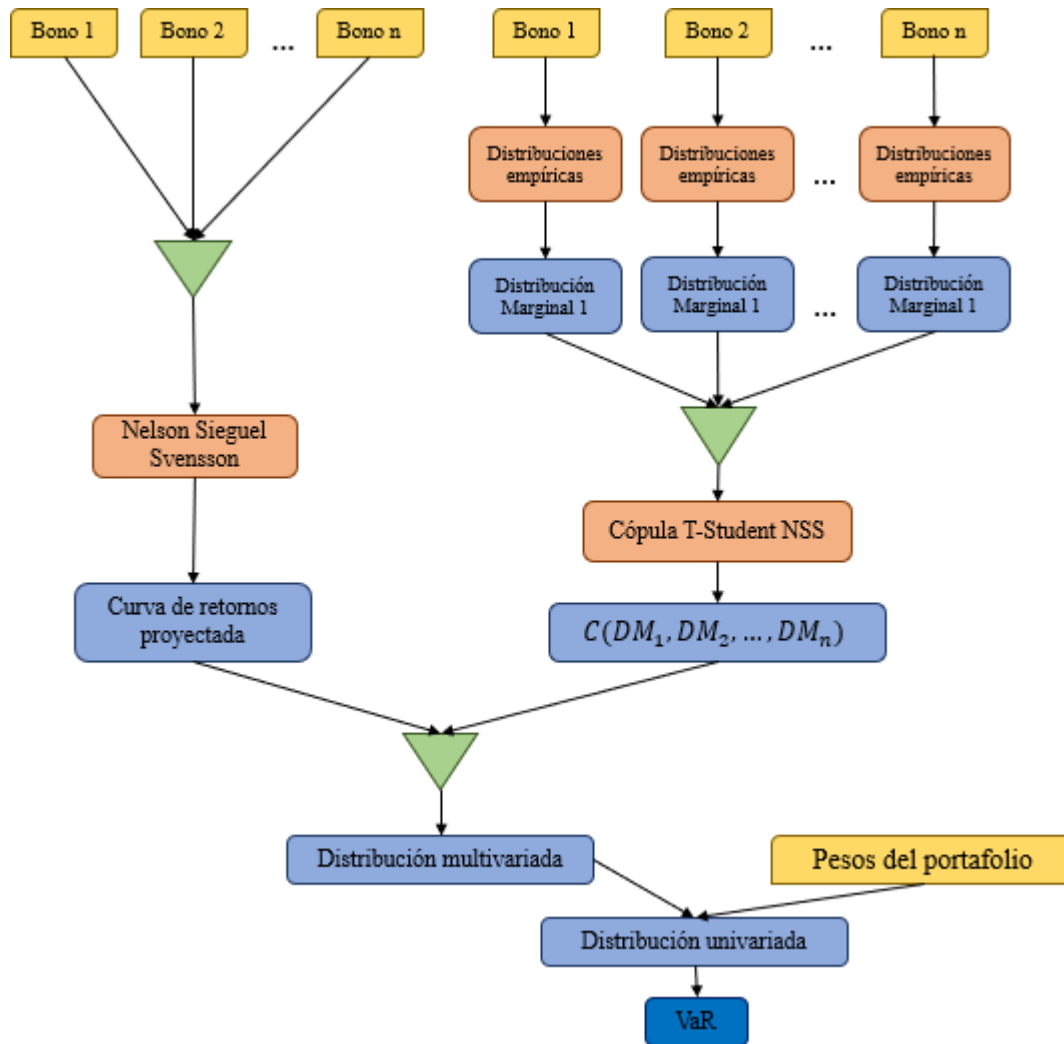 Bono 1
Bono 2
...
Bono n
Bono 1
Bono 2
...
Bono n
Distribuciones
empíricas
Distribuciones
empíricas
...
Distribuciones
empíricas
Distribución
Marginal 1
Distribución
Marginal 1
...
Distribución
Marginal 1
Nelson Sieguel
Svensson
Cópula T-Student NSS
Curva de retornos
proyectada
C(DM₁, DM₂, ..., DMₙ)
Distribución multivariada
Pesos del portafolio
Distribución univariada
VaR